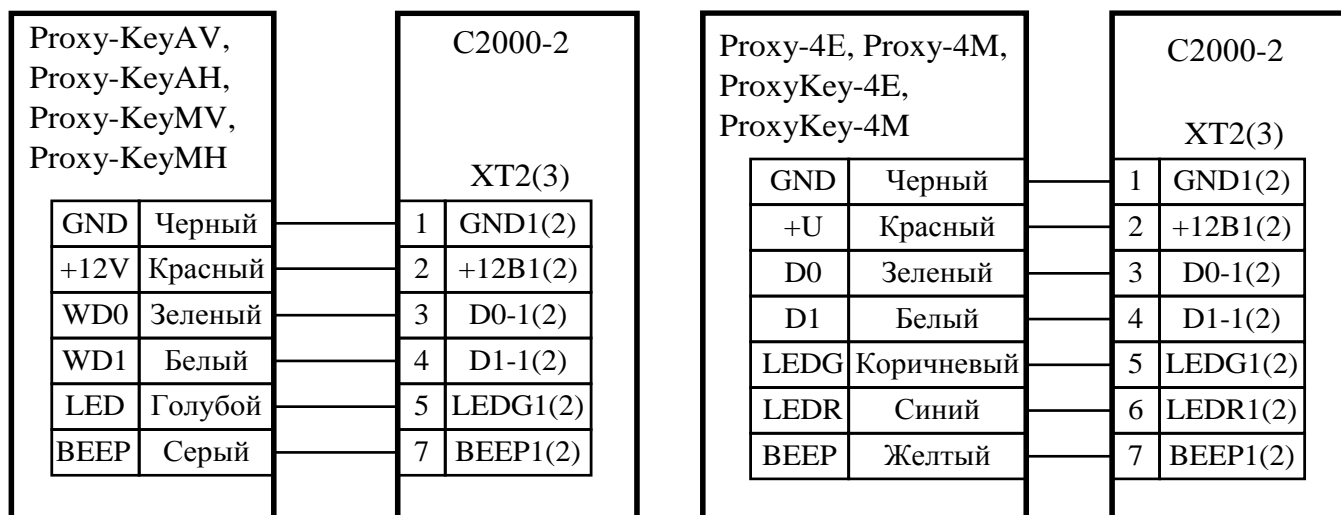 Proxy-KeyAV,
Proxy-KeyAH,
Proxy-KeyMV,
Proxy-KeyMH
C2000-2
XT2(3)
GND Черный 1 GND1(2)
+12V Красный 2 +12В1(2)
WD0 Зеленый 3 D0-1(2)
WD1 Белый 4 D1-1(2)
LED Голубой 5 LEDG1(2)
BEEP Серый 7 BEEP1(2)
Proxy-4E, Proxy-4M,
ProxyKey-4E,
ProxyKey-4M
C2000-2
XT2(3)
GND Черный 1 GND1(2)
+U Красный 2 +12В1(2)
D0 Зеленый 3 D0-1(2)
D1 Белый 4 D1-1(2)
LEDG Коричневый 5 LEDG1(2)
LEDR Синий 6 LEDR1(2)
BEEP Желтый 7 BEEP1(2)